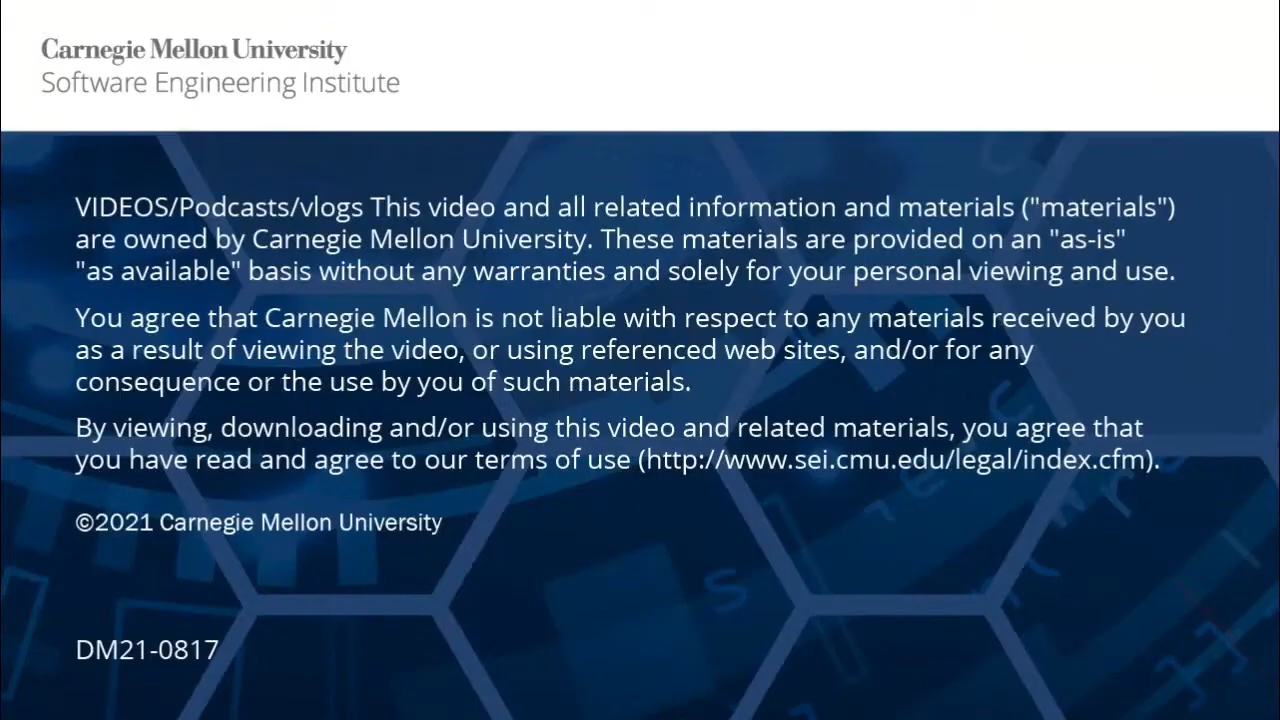 Carnegie Mellon University
Software Engineering Institute
VIDEOS/Podcasts/vlogs This video and all related information and materials ("materials")
are owned by Carnegie Mellon University. These materials are provided on an "as-is"
"as available" basis without any warranties and solely for your personal viewing and use.
You agree that Carnegie Mellon is not liable with respect to any materials received by you
as a result of viewing the video, or using referenced web sites, and/or for any
consequence or the use by you of such materials.
By viewing, downloading and/or using this video and related materials, you agree that
you have read and agree to our terms of use (http://www.sei.cmu.edu/legal/index.cfm).
©2021 Carnegie Mellon University
DM21-0817